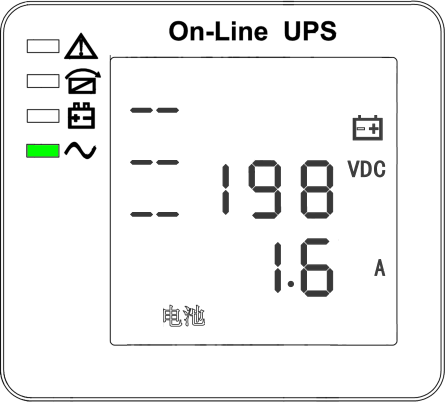 On-Line UPS
-- 
--
VDC
198
--
1.6 A
电池